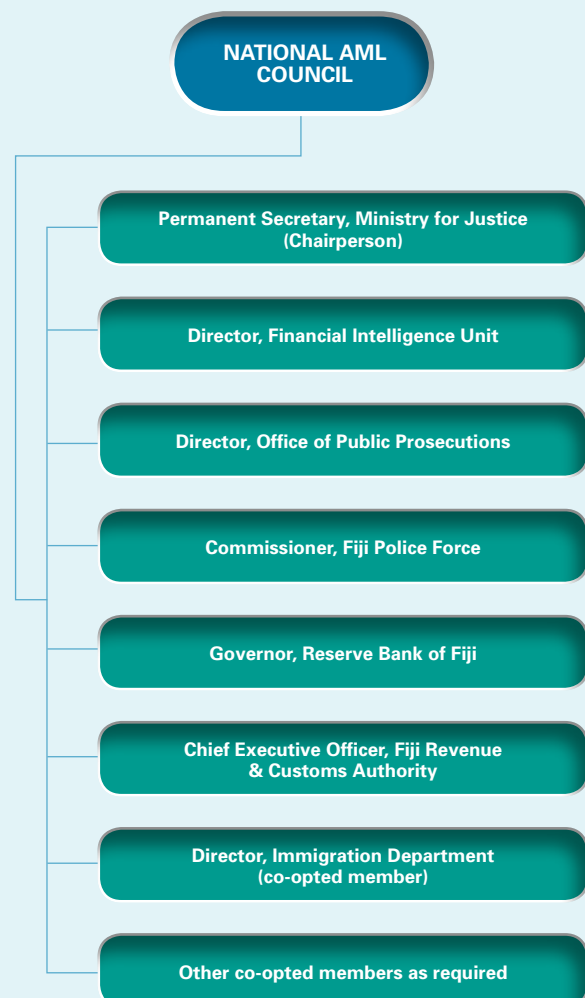 NATIONAL AML
COUNCIL
Permanent Secretary, Ministry for Justice
(Chairperson)
Director, Financial Intelligence Unit
Director, Office of Public Prosecutions
Commissioner, Fiji Police Force
Governor, Reserve Bank of Fiji
Chief Executive Officer, Fiji Revenue
& Customs Authority
Director, Immigration Department
(co-opted member)
Other co-opted members as required